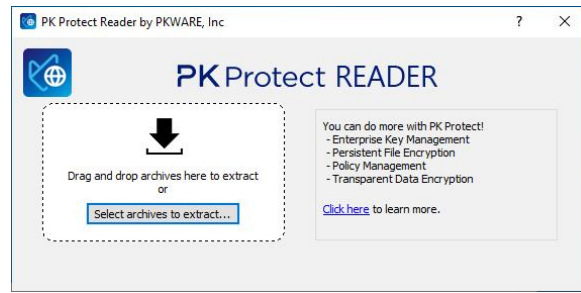 PK Protect Reader by PKWARE, Inc
PK Protect READER
Drag and drop archives here to extract
or
Select archives to extract...
You can do more with PK Protect!
- Enterprise Key Management
- Persistent File Encryption
- Policy Management
- Transparent Data Encryption
Click here to learn more.